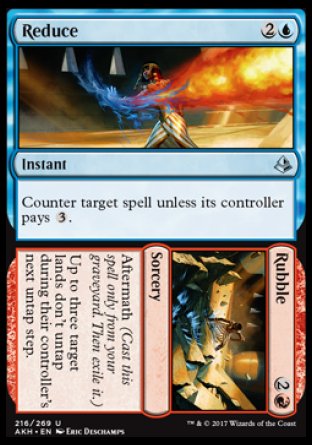 Reduce 2
Instant
Counter target spell unless its controller
pays 3.
Rubble 2
Sorcery
Aftermath (Cast this
spell only from your
graveyard. Then exile it.)
Up to three target
lands don't untap
during their controller's
next untap step.
216/269 U
AKH • EN Eric Deschamps
™ & © 2017 Wizards of the Coast